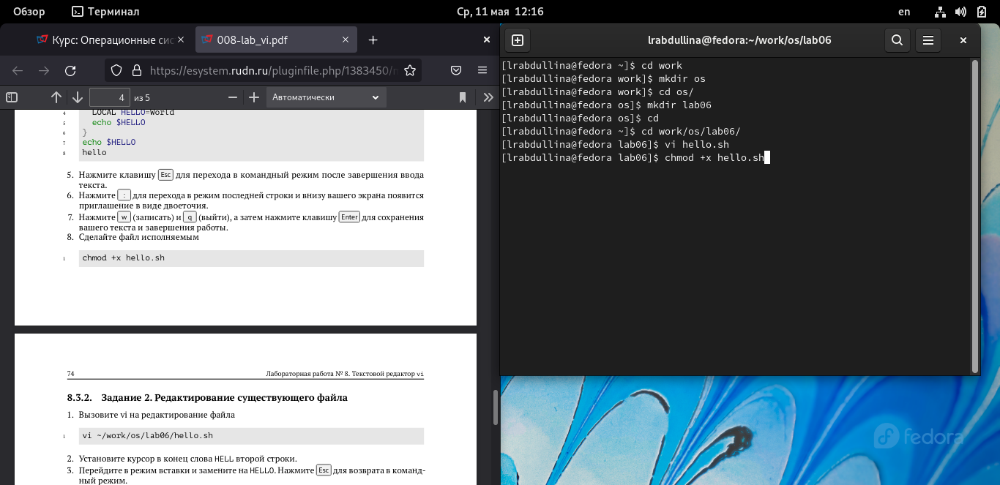 Обзор
Терминал
Ср, 11 мая 12:16
en
Курс: Операционные сис
008-lab_vi.pdf
https://esystem.rudn.ru/pluginfile.php/1383450/
4 из 5
Автоматически
4 LOCAL HELLO=World
5 echo $HELLO
6 }
7 echo $HELLO
8 hello
5. Нажмите клавишу Esc для перехода в командный режим после завершения ввода
текста.
6. Нажмите : для перехода в режим последней строки и внизу вашего экрана появится
приглашение в виде двоеточия.
7. Нажмите w (записать) и q (выйти), а затем нажмите клавишу Enter для сохранения
вашего текста и завершения работы.
8. Сделайте файл исполняемым
1 chmod +x hello.sh
74 Лабораторная работа № 8. Текстовой редактор vi
8.3.2. Задание 2. Редактирование существующего файла
1. Вызовите vi на редактирование файла
1 vi ~/work/os/lab06/hello.sh
2. Установите курсор в конец слова HELL второй строки.
3. Перейдите в режим вставки и замените на HELLO. Нажмите Esc для возврата в команд-
ный режим.
lrabdullina@fedora:~/work/os/lab06
[lrabdullina@fedora ~]$ cd work
[lrabdullina@fedora work]$ mkdir os
[lrabdullina@fedora work]$ cd os/
[lrabdullina@fedora os]$ mkdir lab06
[lrabdullina@fedora os]$ cd
[lrabdullina@fedora ~]$ cd work/os/lab06/
[lrabdullina@fedora lab06]$ vi hello.sh
[lrabdullina@fedora lab06]$ chmod +x hello.sh
fedora